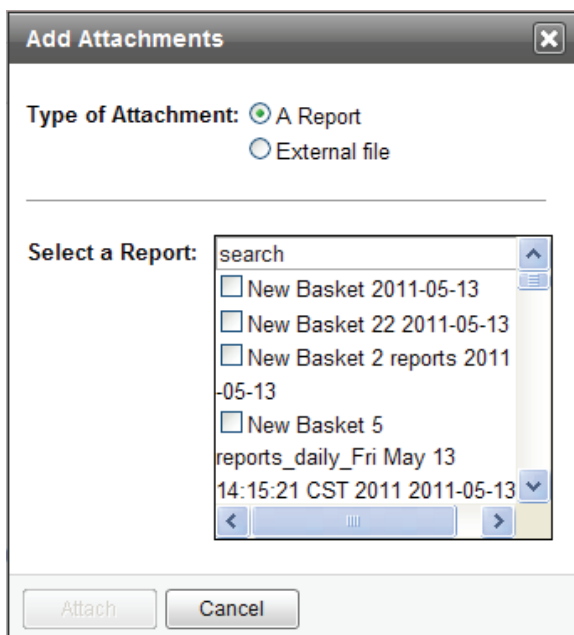 Add Attachments
Type of Attachment: A Report
External file
Select a Report: search
New Basket 2011-05-13
New Basket 22 2011-05-13
New Basket 2 reports 2011
-05-13
New Basket 5
reports_daily_Fri May 13
14:15:21 CST 2011 2011-05-13
Attach Cancel